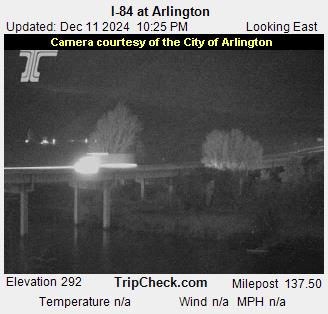 I-84 at Arlington
Updated: Dec 11 2024 10:25 PM Looking East
Camera courtesy of the City of Arlington
Elevation 292 TripCheck.com Milepost 137.50
Temperature n/a Wind n/a MPH n/a